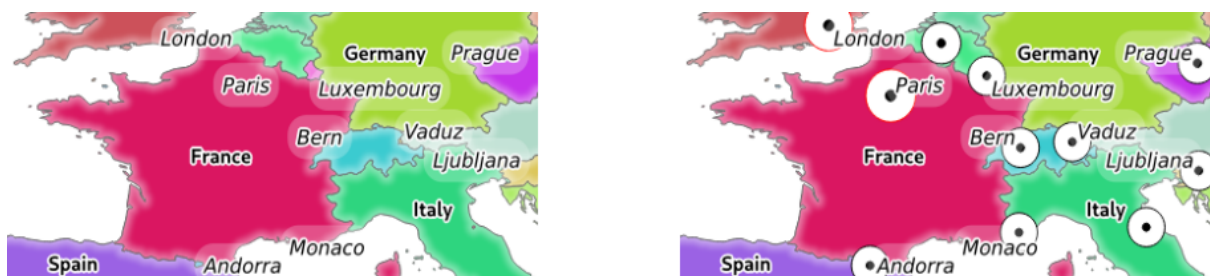 London
Germany
Prague
Paris
Luxembourg
Bern
Vaduz
France
Ljubljana
Italy
Monaco
Spain
Andorra
London
Germany
Prague
Paris
Luxembourg
Bern
Vaduz
France
Ljubljana
Italy
Monaco
Spain
Andorra